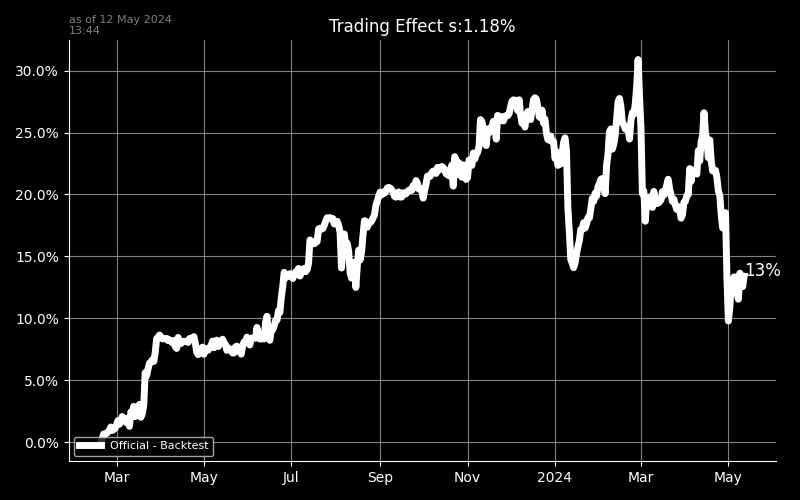 as of 12 May 2024
13:44
Trading Effect s:1.18%
30.0%
25.0%
20.0%
15.0%
10.0%
5.0%
0.0%
13%
Official - Backtest
Mar May Jul Sep Nov 2024 Mar May